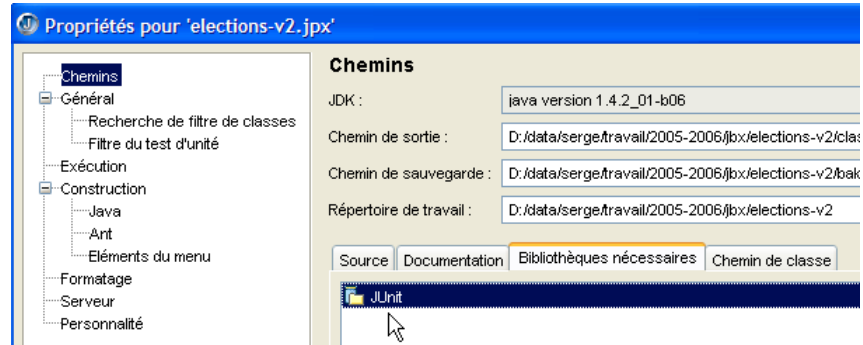 Propriétés pour 'elections-v2.jpx'
Chemins
Général
Recherche de filtre de classes
Filtre du test d'unité
Exécution
Construction
Java
Ant
Eléments du menu
Formatage
Serveur
Personnalité
Chemins
JDK : java version 1.4.2_01-b06
Chemin de sortie : D:/data/serge/travail/2005-2006/jbx/elections-v2/clas
Chemin de sauvegarde : D:/data/serge/travail/2005-2006/jbx/elections-v2/bak
Répertoire de travail : D:/data/serge/travail/2005-2006/jbx/elections-v2
Source Documentation Bibliothèques nécessaires Chemin de classe
JUnit